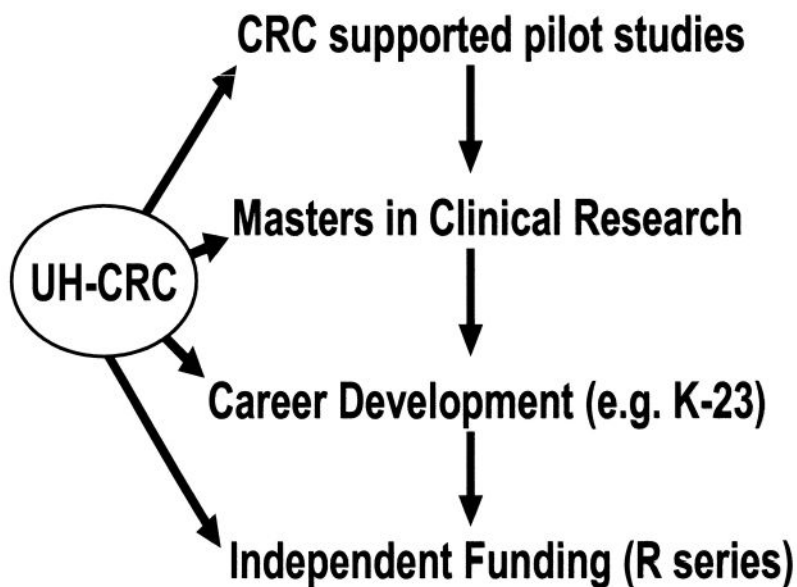 CRC supported pilot studies
Masters in Clinical Research
UH-CRC
Career Development (e.g. K-23)
Independent Funding (R series)